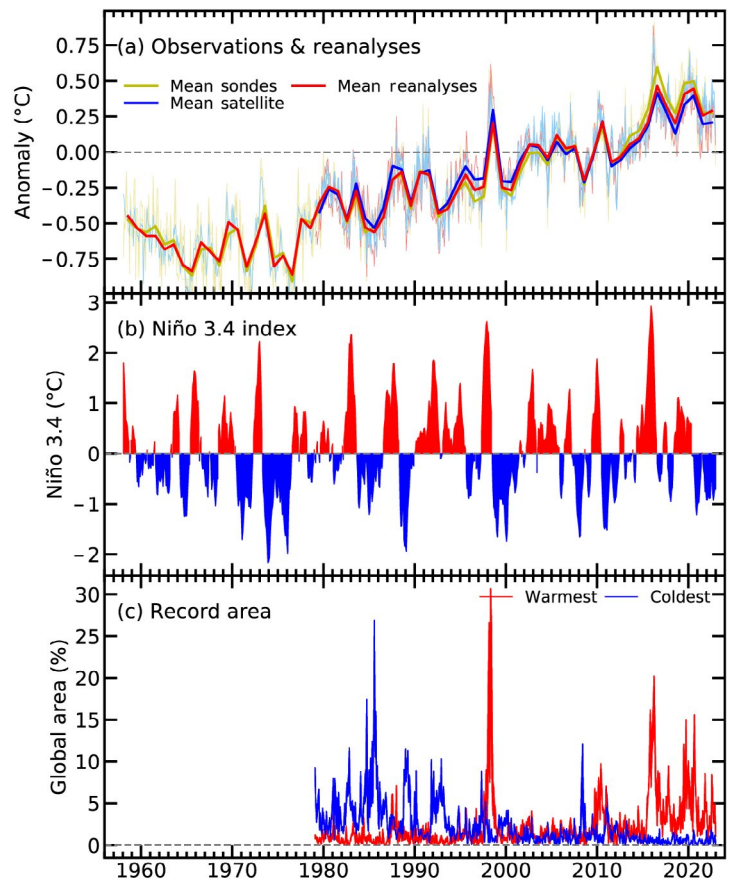 (a) Observations & reanalyses
Mean sondes
Mean reanalyses
Mean satellite
Anomaly (°C)
0.75
0.50
0.25
0.00
−0.25
−0.50
−0.75
(b) Niño 3.4 index
Niño 3.4 (°C)
3
2
1
0
−1
−2
(c) Record area
Warmest
Coldest
Global area (%)
30
25
20
15
10
5
0
1960 1970 1980 1990 2000 2010 2020